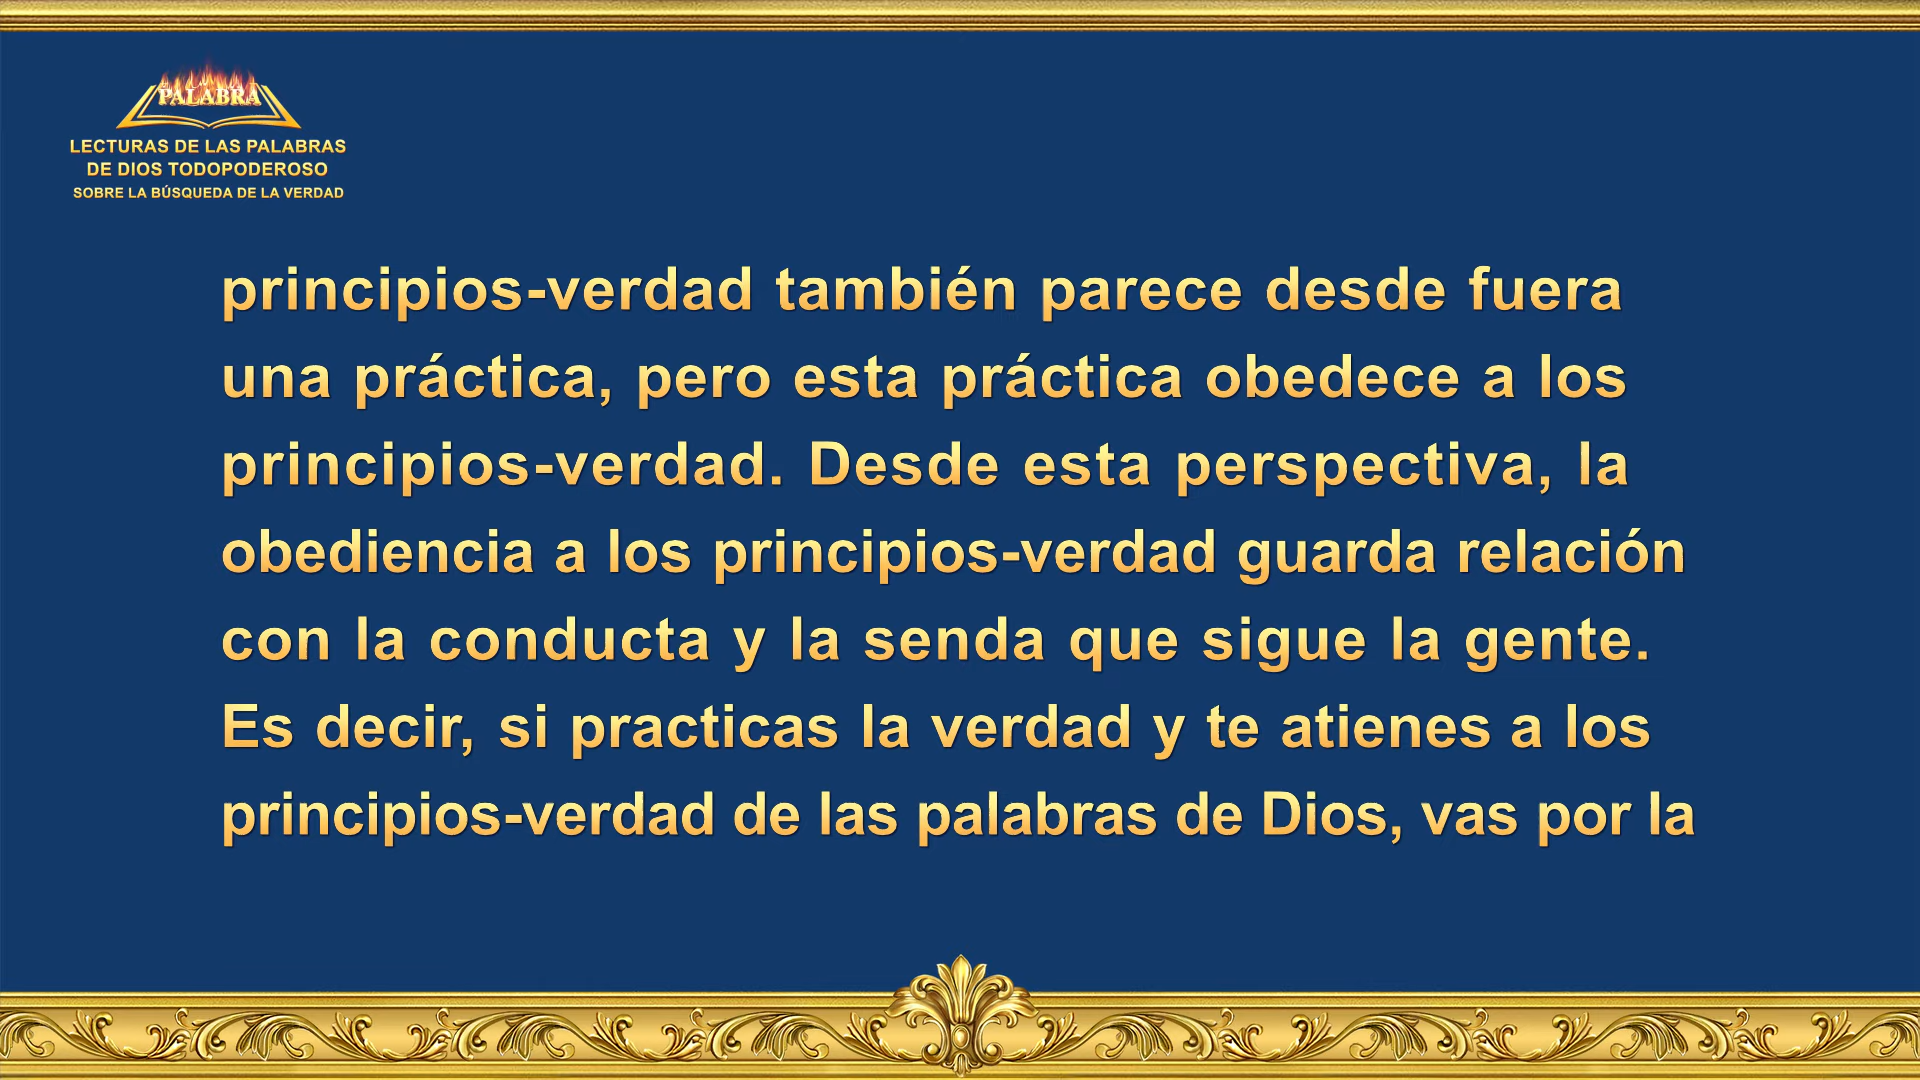 PALABRA
LECTURAS DE LAS PALABRAS
DE DIOS TODOPODEROSO
SOBRE LA BÚSQUEDA DE LA VERDAD
principios-verdad también parece desde fuera
una práctica, pero esta práctica obedece a los
principios-verdad. Desde esta perspectiva, la
obediencia a los principios-verdad guarda relación
con la conducta y la senda que sigue la gente.
Es decir, si practicas la verdad y te atienes a los
principios-verdad de las palabras de Dios, vas por la